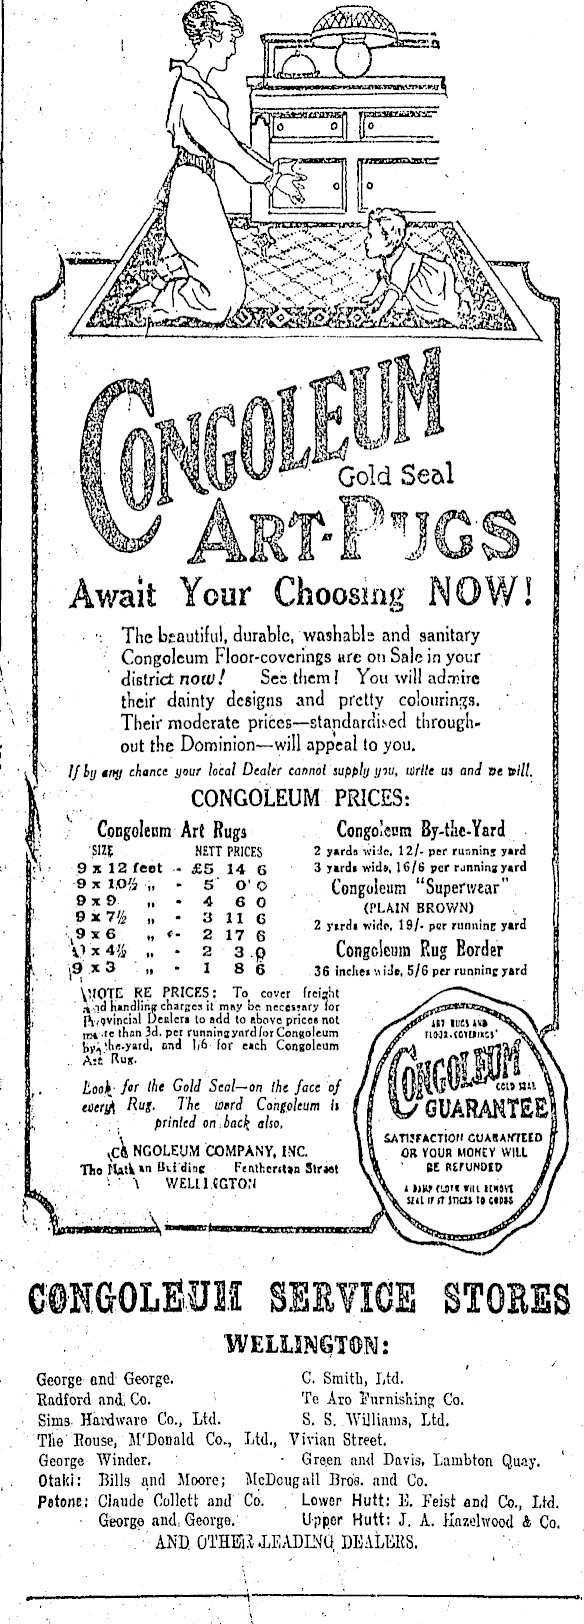 CONGOLEUM
Gold Seal
ART-RUGS
Await Your Choosing NOW!
The beautiful, durable, washable and sanitary
Congoleum Floor-coverings are on Sale in your
district now! See them! You will admire
their dainty designs and pretty colourings.
Their moderate prices—standardised through-
out the Dominion—will appeal to you.
If by any chance your local Dealer cannot supply you, write us and we will.
CONGOLEUM PRICES:
Congoleum Art Rugs
SIZE NETT PRICES
9 x 12 feet - £5 14 6
9 x 10½ „ - 5 0 0
9 x 9 „ - 4 6 0
9 x 7½ „ - 3 11 6
9 x 6 „ - 2 17 6
9 x 4½ „ - 2 3 0
9 x 3 „ - 1 8 6
Congoleum By-the-Yard
2 yards wide, 12/- per running yard
3 yards wide, 16/6 per running yard
Congoleum "Superwear"
(PLAIN BROWN)
2 yards wide, 19/- per running yard
Congoleum Rug Border
36 inches wide, 5/6 per running yard
NOTE RE PRICES: To cover freight
and handling charges it may be necessary for
Provincial Dealers to add to above prices not
more than 3d. per running yard for Congoleum
by-the-yard, and 1/6 for each Congoleum
Art Rug.
Look for the Gold Seal—on the face of
every Rug. The word Congoleum is
printed on back also.
CONGOLEUM COMPANY, INC.
The Nathan Building Featherstan Street
WELLINGTON
ART RUGS AND
FLOOR-COVERINGS
CONGOLEUM
GOLD SEAL
GUARANTEE
SATISFACTION GUARANTEED
OR YOUR MONEY WILL
BE REFUNDED
A DAMP CLOTH WILL REMOVE
SEAL IF IT STICKS TO GOODS
CONGOLEUM SERVICE STORES
WELLINGTON:
George and George. C. Smith, Ltd.
Radford and Co. Te Aro Furnishing Co.
Sims Hardware Co., Ltd. S. S. Williams, Ltd.
The Rouse, M'Donald Co., Ltd., Vivian Street.
George Winder. Green and Davis, Lambton Quay.
Otaki: Bills and Moore; McDougall Bros. and Co.
Petone: Claude Collett and Co. Lower Hutt: E. Feist and Co., Ltd.
George and George. Upper Hutt: J. A. Hazelwood & Co.
AND OTHER LEADING DEALERS.